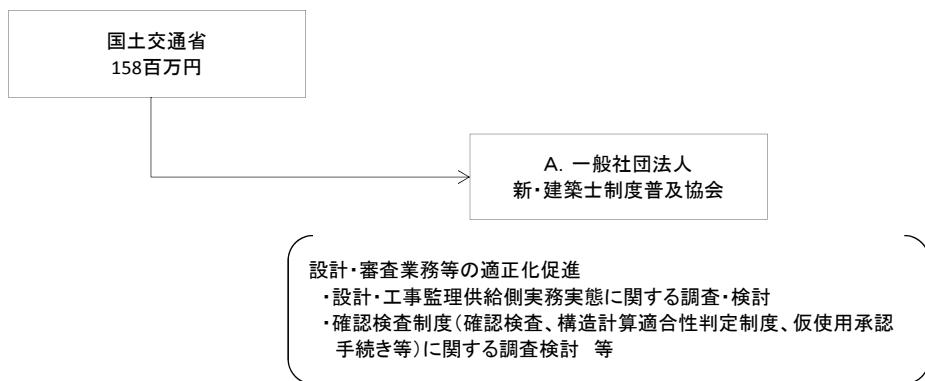 国土交通省
158百万円
A. 一般社団法人
新・建築士制度普及協会
設計・審査業務等の適正化促進
・設計・工事監理供給側実務実態に関する調査・検討
・確認検査制度（確認検査、構造計算適合性判定制度、仮使用承認
手続き等）に関する調査検討　等